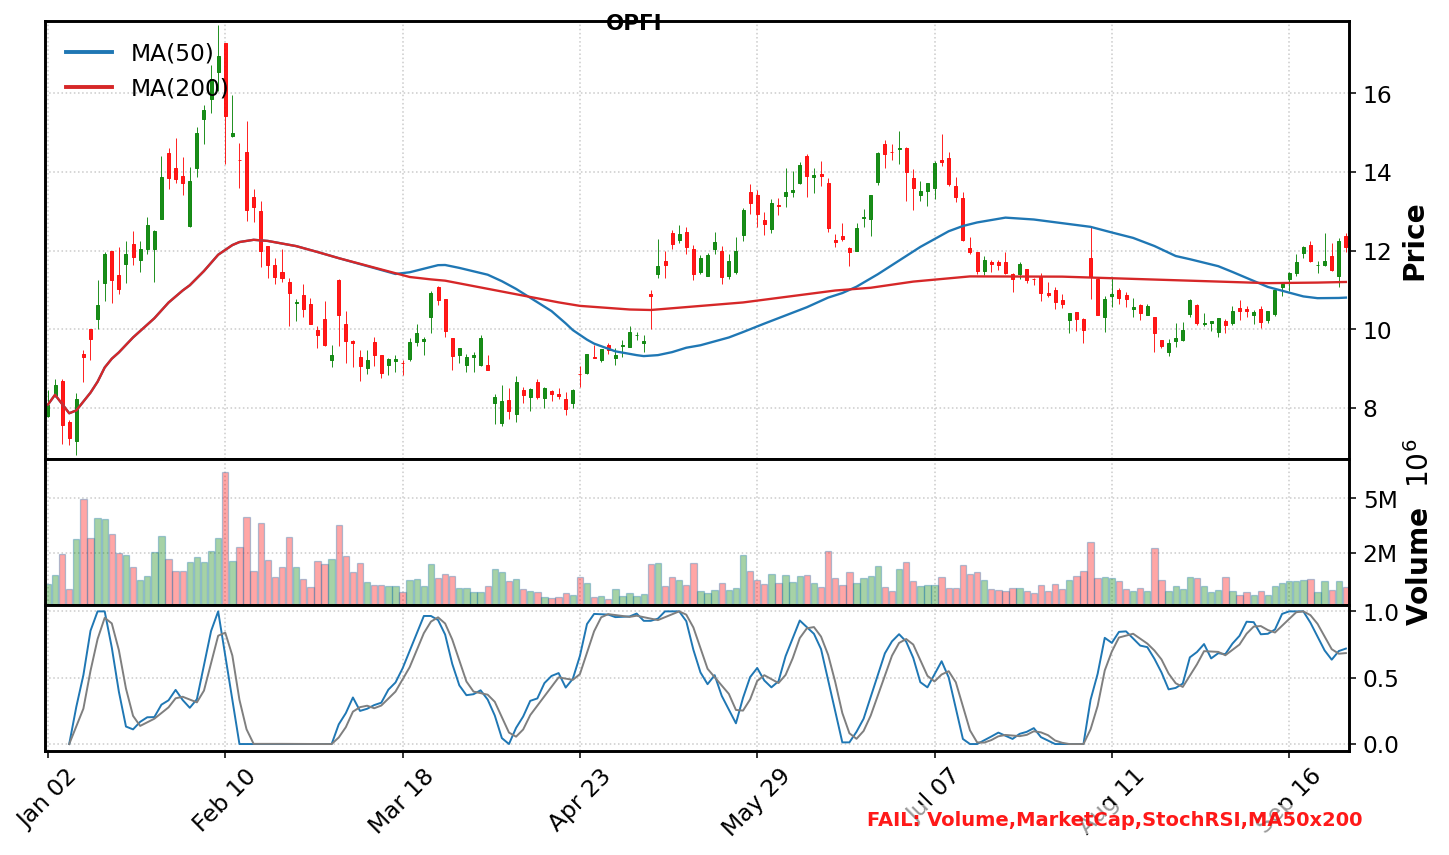 OPFI
MA(50)
MA(200)
16
14
12
10
8
Price
5M
2M
Volume 10⁶
1.0
0.5
0.0
Jan 02
Feb 10
Mar 18
Apr 23
May 29
Jul 07
Aug 11
Sep 16
FAIL: Volume,MarketCap,StochRSI,MA50x200